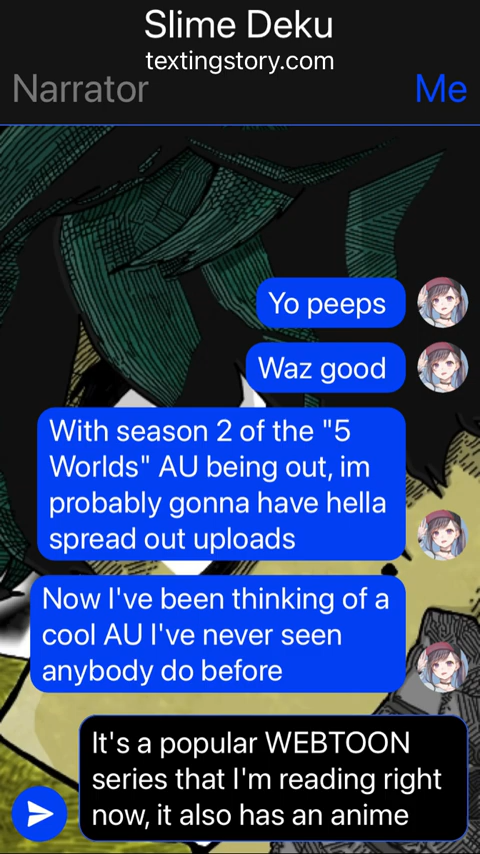 Slime Deku
textingstory.com
Narrator
Me
Yo peeps
Waz good
With season 2 of the "5
Worlds" AU being out, im
probably gonna have hella
spread out uploads
Now I've been thinking of a
cool AU I've never seen
anybody do before
It's a popular WEBTOON
series that I'm reading right
now, it also has an anime